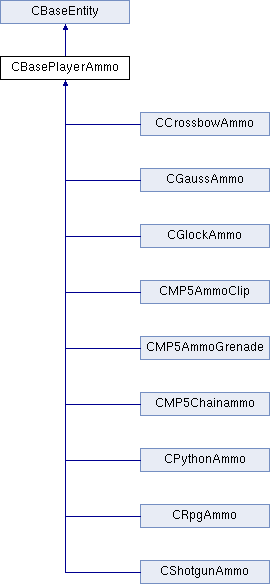 CBaseEntity
CBasePlayerAmmo
CCrossbowAmmo
CGaussAmmo
CGlockAmmo
CMP5AmmoClip
CMP5AmmoGrenade
CMP5Chainammo
CPythonAmmo
CRpgAmmo
CShotgunAmmo